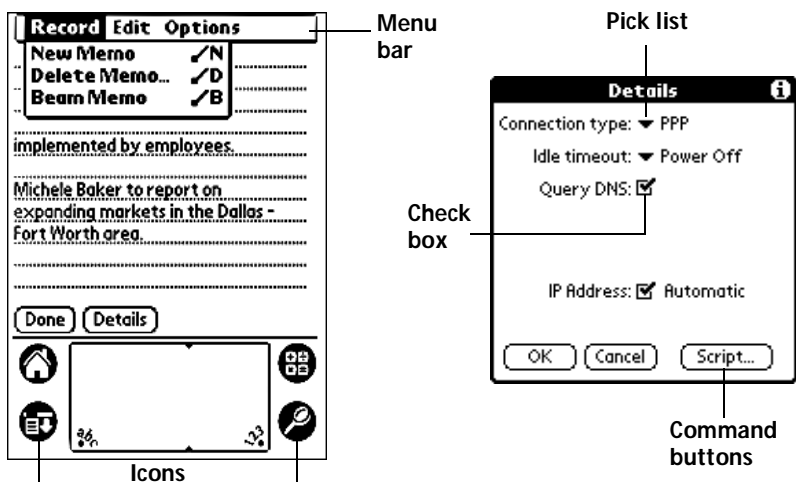 Record Edit Options
New Memo /N
Delete Memo... /D
Beam Memo /B
implemented by employees.
Michele Baker to report on
expanding markets in the Dallas -
Fort Worth area.
Done Details
abc
123
Icons
Menu
bar
Pick list
Details i
Connection type: PPP
Idle timeout: Power Off
Query DNS:
Check
box
IP Address: Automatic
OK Cancel Script...
Command
buttons